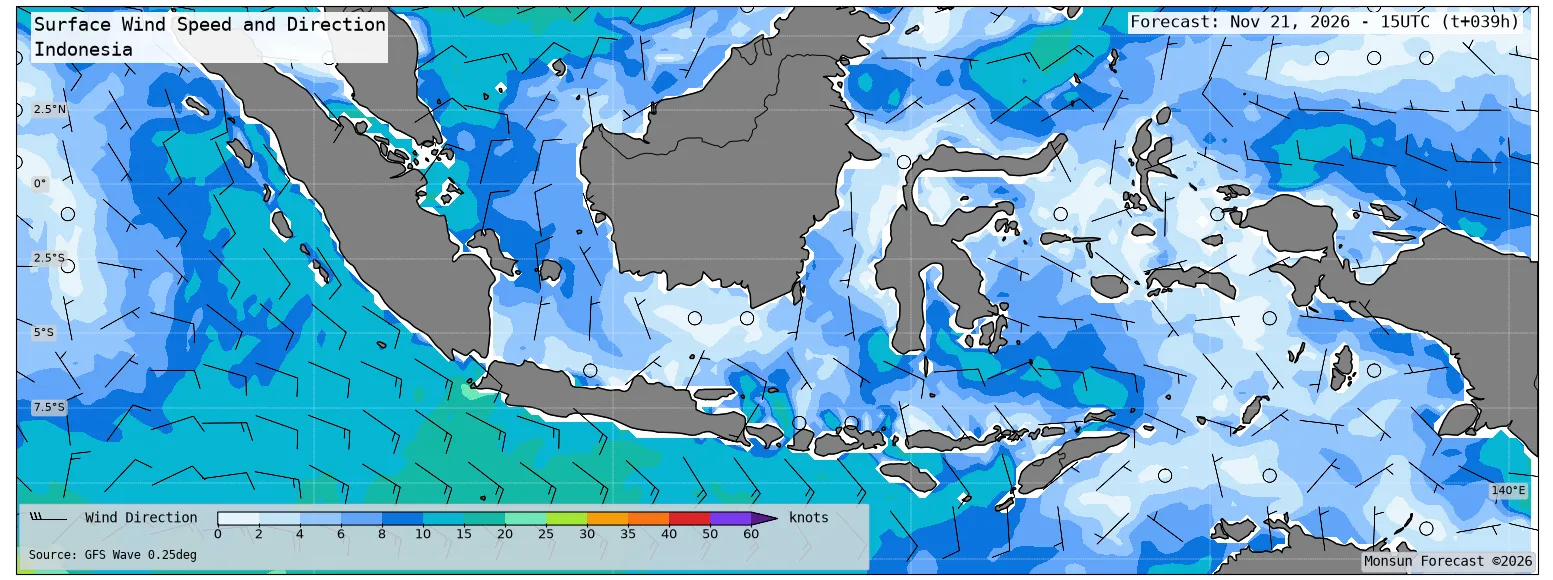 Surface Wind Speed and Direction
Indonesia
Forecast: Nov 21, 2026 - 15UTC (t+039h)
2.5°N
0°
2.5°S
5°S
7.5°S
140°E
Wind Direction
knots
0 2 4 6 8 10 15 20 25 30 35 40 50 60
Source: GFS Wave 0.25deg
Monsun Forecast ©2026